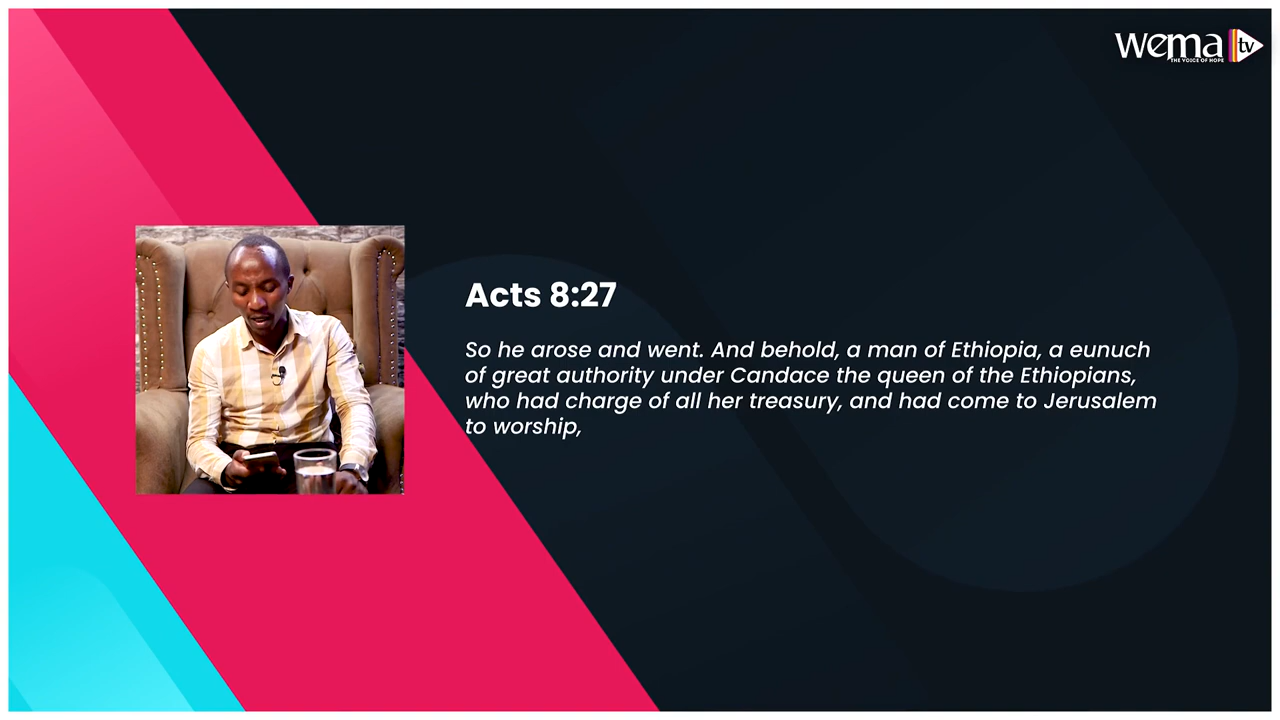 wema tv
THE VOICE OF HOPE
Acts 8:27
So he arose and went. And behold, a man of Ethiopia, a eunuch
of great authority under Candace the queen of the Ethiopians,
who had charge of all her treasury, and had come to Jerusalem
to worship,